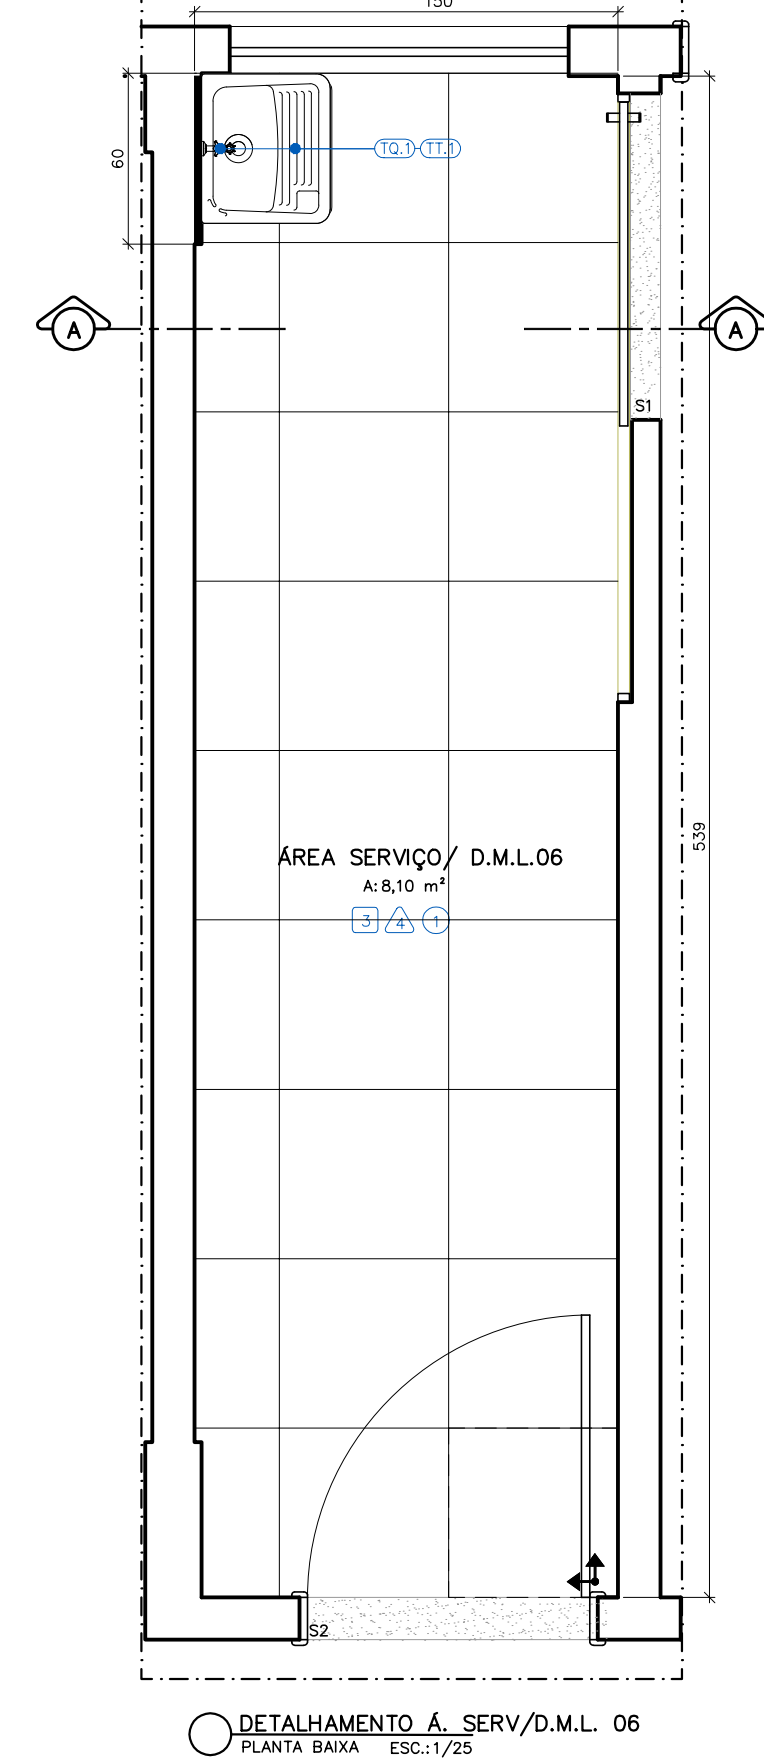 150
60
TQ.1 TT.1
A A
S1
539
ÁREA SERVIÇO/ D.M.L.06
A: 8,10 m²
3 4 1
S2
DETALHAMENTO Á. SERV/D.M.L. 06
PLANTA BAIXA ESC.:1/25